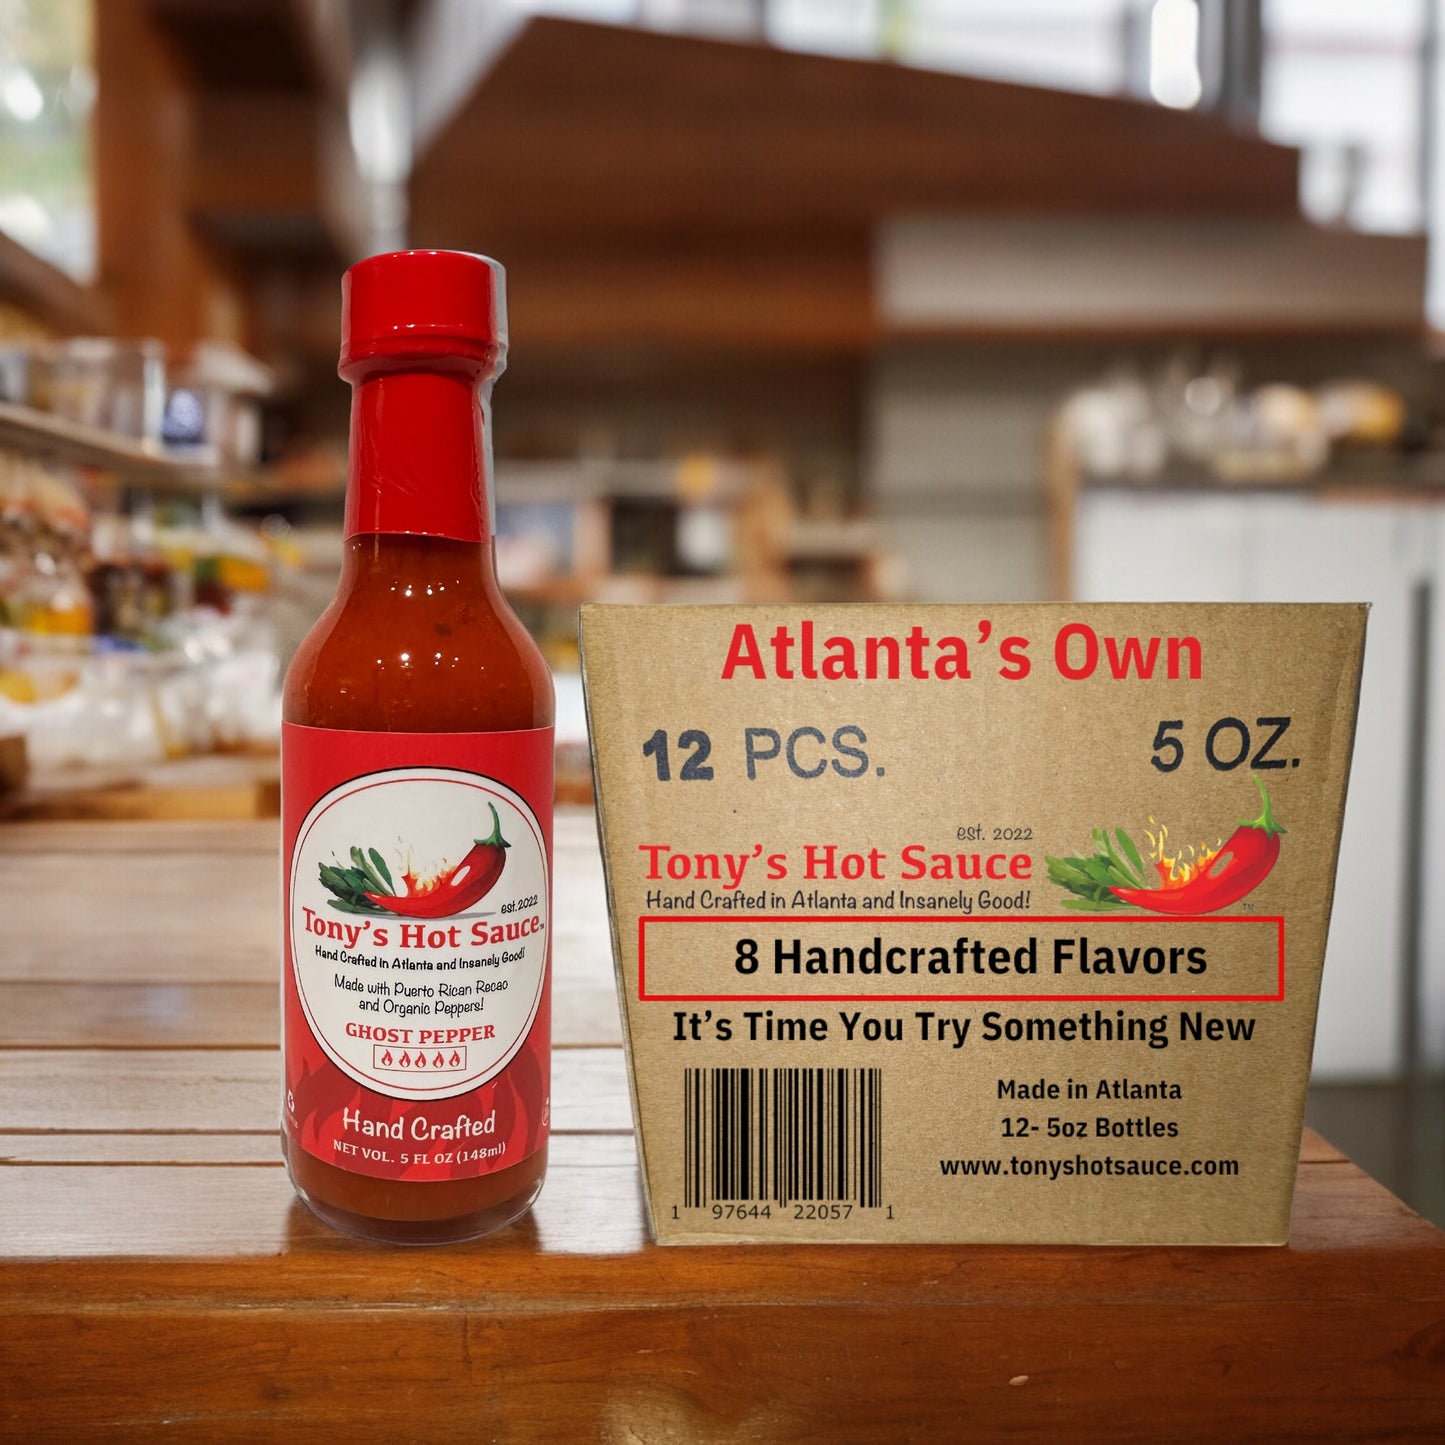 est. 2022
Tony's Hot Sauce™
Hand Crafted in Atlanta and Insanely Good!
Made with Puerto Rican Recao
and Organic Peppers!
GHOST PEPPER
Hand Crafted
NET VOL. 5 FL OZ (148ml)
Atlanta's Own
12 PCS. 5 OZ.
est. 2022
Tony's Hot Sauce
Hand Crafted in Atlanta and Insanely Good!
TM
8 Handcrafted Flavors
It's Time You Try Something New
Made in Atlanta
12- 5oz Bottles
www.tonyshotsauce.com
1 97644 22057 1